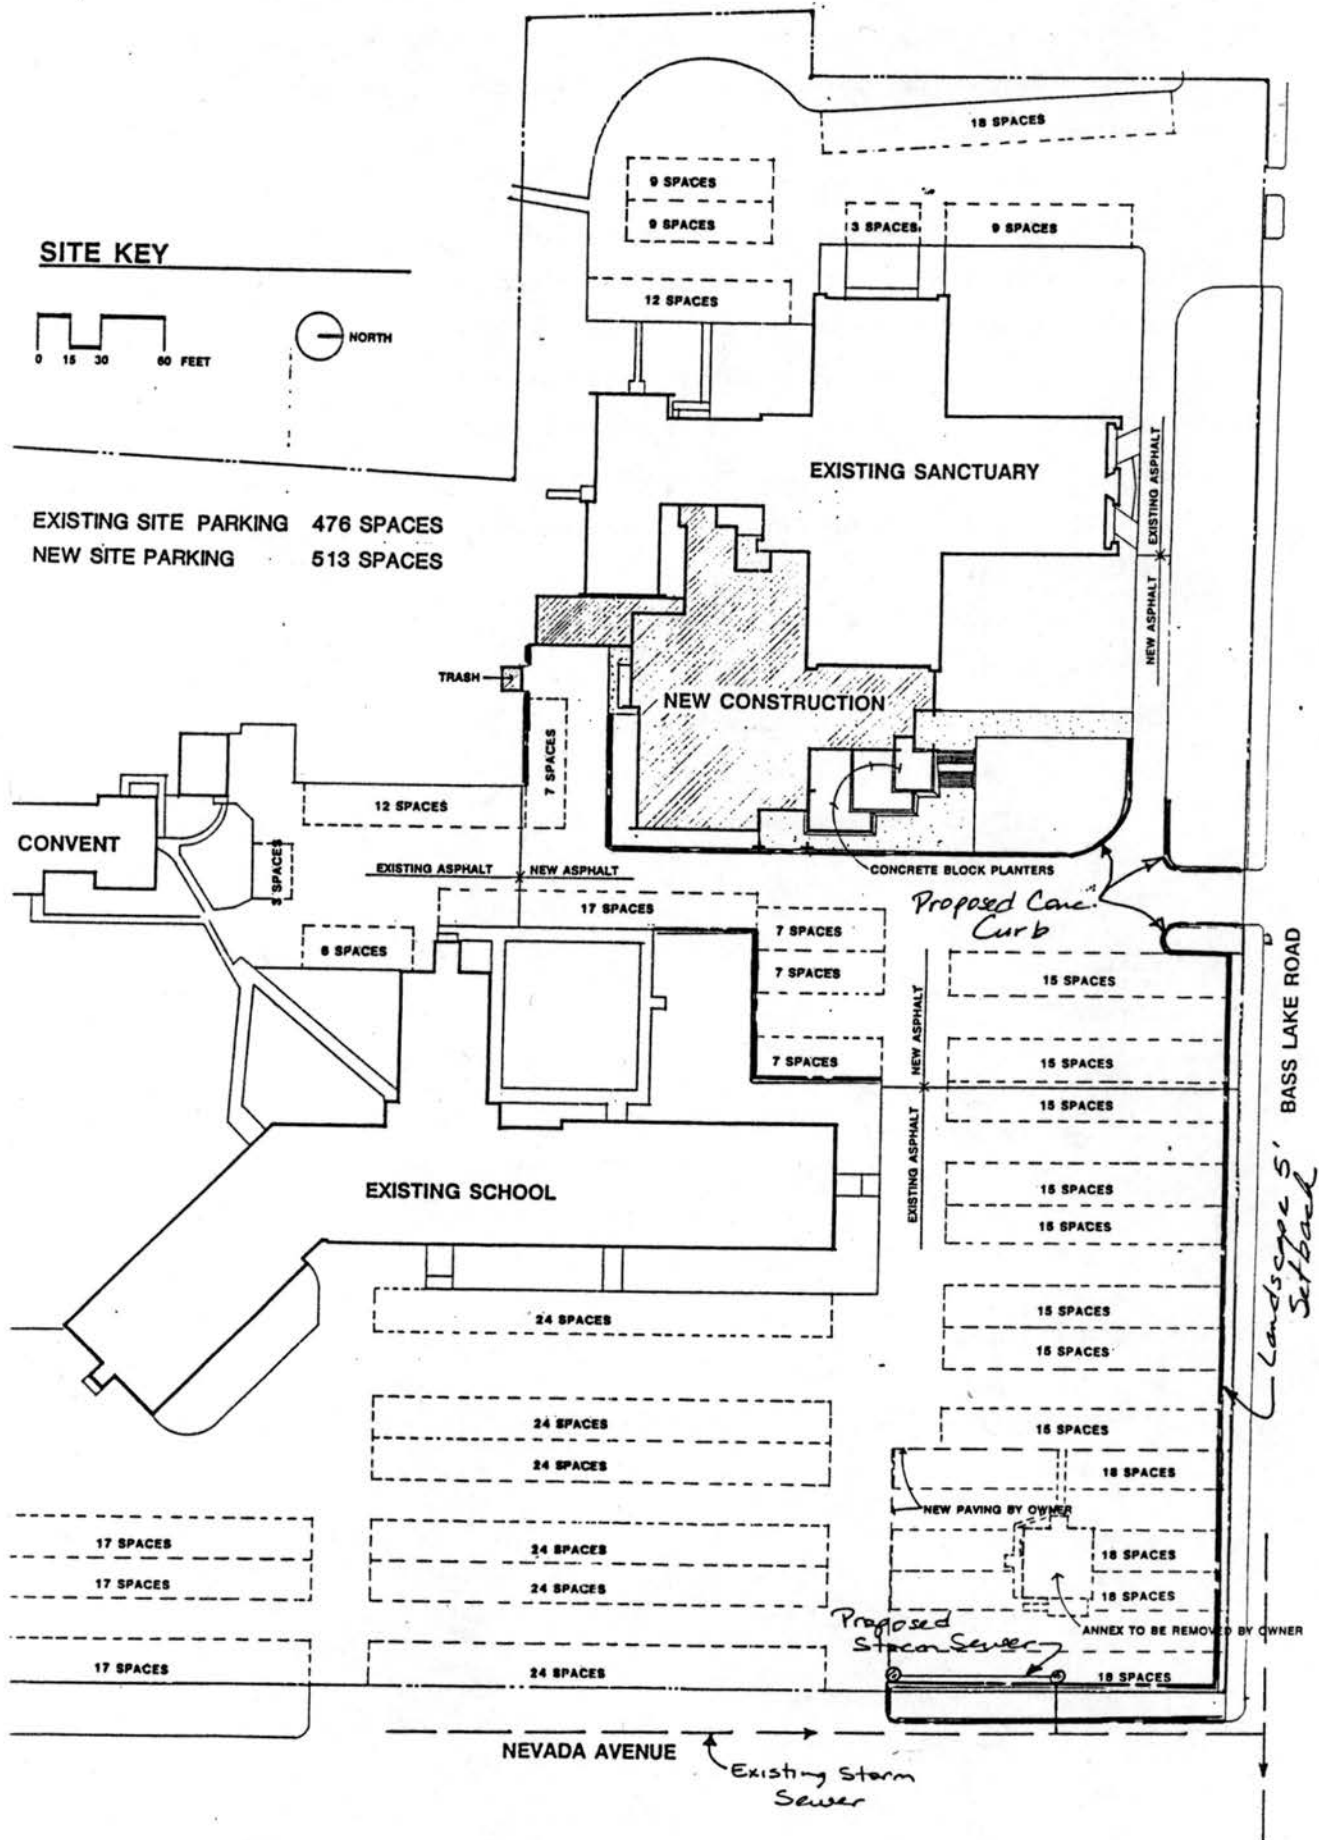 18 SPACES
9 SPACES
9 SPACES
3 SPACES
9 SPACES
SITE KEY
12 SPACES
NORTH
0 15 30 60 FEET
EXISTING SANCTUARY
EXISTING ASPHALT
NEW ASPHALT
EXISTING SITE PARKING 476 SPACES
NEW SITE PARKING 513 SPACES
TRASH
NEW CONSTRUCTION
7 SPACES
12 SPACES
CONVENT
3 SPACES
EXISTING ASPHALT
NEW ASPHALT
CONCRETE BLOCK PLANTERS
Proposed Conc.
Curb
17 SPACES
7 SPACES
7 SPACES
7 SPACES
6 SPACES
15 SPACES
15 SPACES
15 SPACES
15 SPACES
15 SPACES
15 SPACES
15 SPACES
15 SPACES
NEW ASPHALT
EXISTING ASPHALT
BASS LAKE ROAD
Landscape 5'
Setback
EXISTING SCHOOL
24 SPACES
24 SPACES
24 SPACES
18 SPACES
NEW PAVING BY OWNER
17 SPACES
17 SPACES
24 SPACES
24 SPACES
18 SPACES
18 SPACES
ANNEX TO BE REMOVED BY OWNER
Proposed
Storm Sewer
17 SPACES
24 SPACES
18 SPACES
NEVADA AVENUE
Existing Storm
Sewer